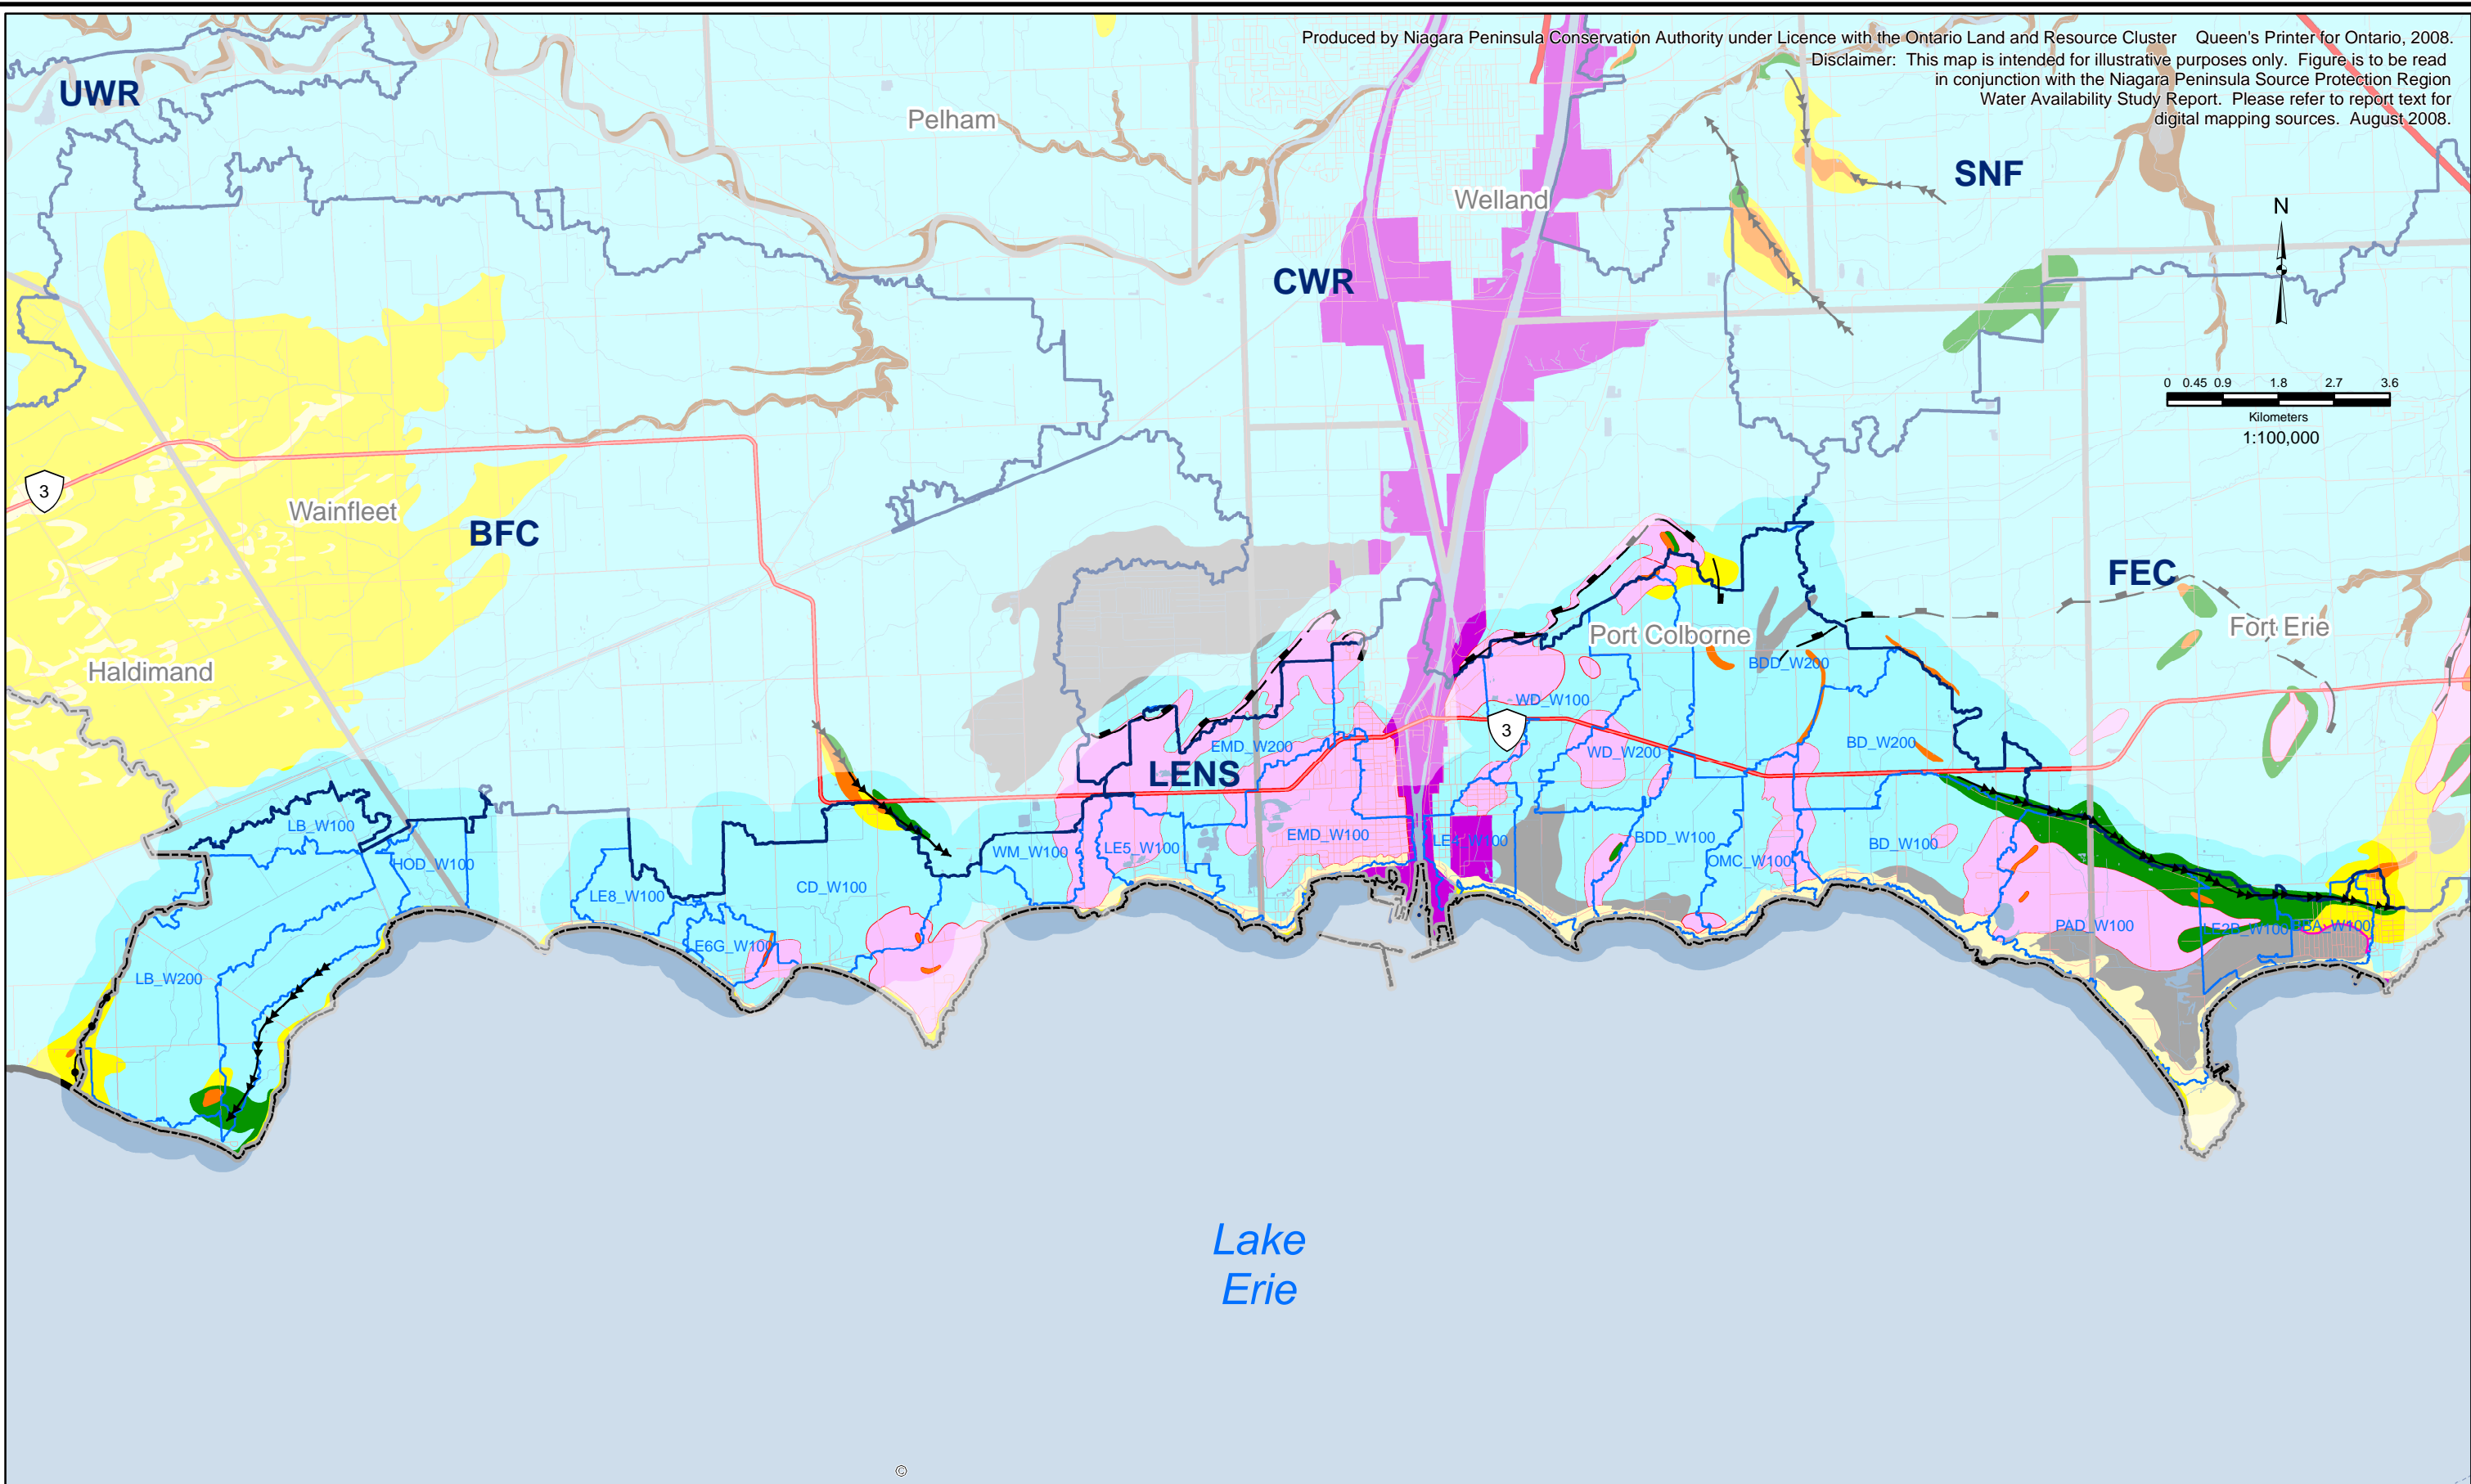 Produced by Niagara Peninsula Conservation Authority under Licence with the Ontario Land and Resource Cluster Queen's Printer for Ontario, 2008.
Disclaimer: This map is intended for illustrative purposes only. Figure is to be read
in conjunction with the Niagara Peninsula Source Protection Region
Water Availability Study Report. Please refer to report text for
digital mapping sources. August 2008.
UWR
Pelham
SNF
Welland
N
CWR
0 0.45 0.9 1.8 2.7 3.6
Kilometers
1:100,000
3
Wainfleet
BFC
FEC
Fort Erie
Port Colborne
BDD_W200
Haldimand
WD_W100
3
EMD_W200
WD_W200
BD_W200
LENS
LB_W100
EMD_W100
BDD_W100
BD_W100
LE5_W100
WM_W100
OMC_W100
HOD_W100
CD_W100
LE8_W100
PAD_W100
E6G_W100
LB_W200
Lake
Erie
©